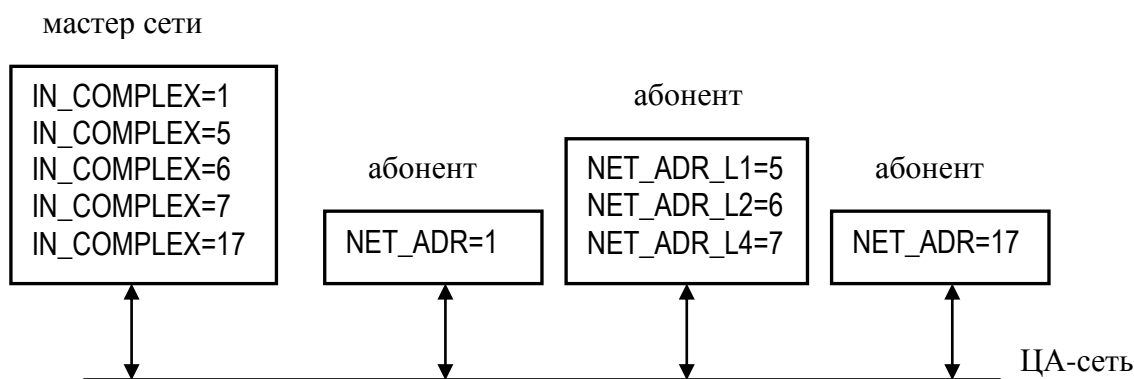 мастер сети
IN_COMPLEX=1
IN_COMPLEX=5
IN_COMPLEX=6
IN_COMPLEX=7
IN_COMPLEX=17
абонент
NET_ADR=1
абонент
NET_ADR_L1=5
NET_ADR_L2=6
NET_ADR_L4=7
абонент
NET_ADR=17
ЦА-сеть